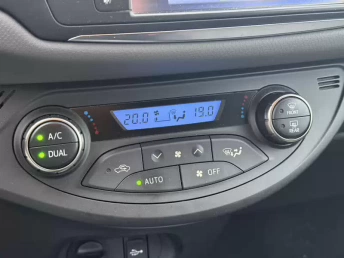 20.0 19.0
FRONT
A/C
REAR
DUAL
AUTO
OFF